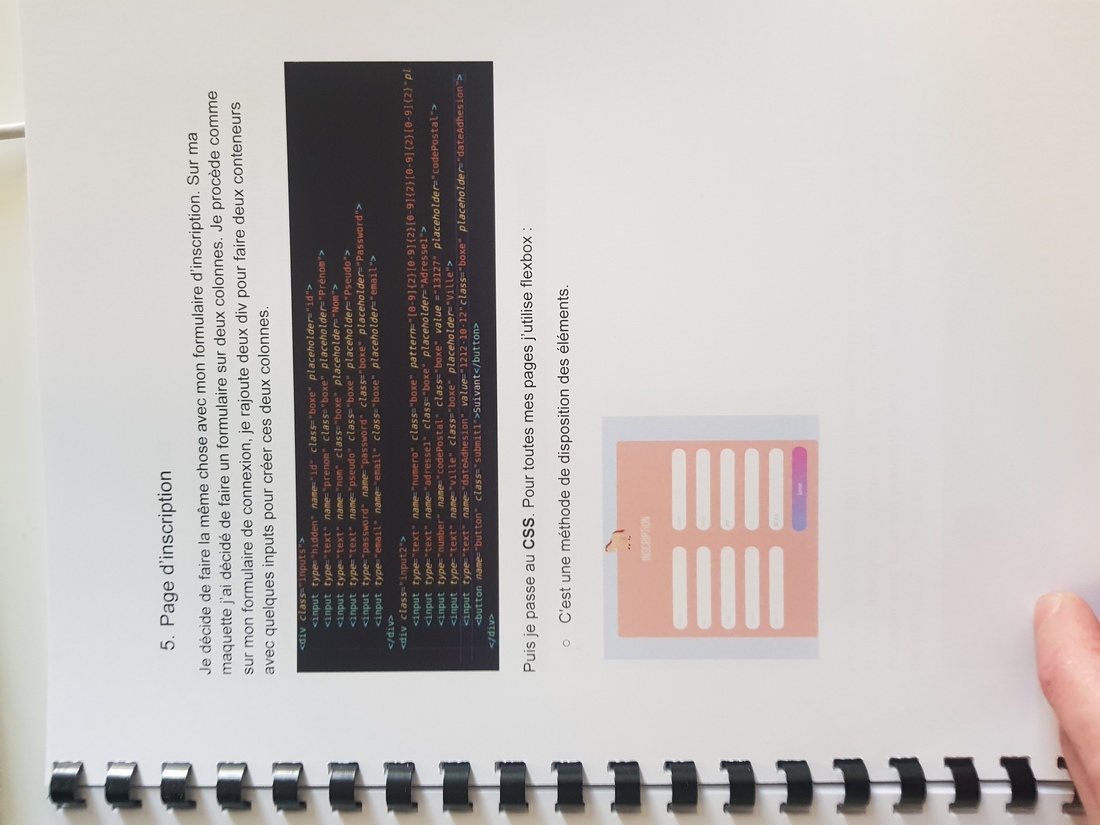 5. Page d'inscription
Je décide de faire la même chose avec mon formulaire d'inscription. Sur ma
maquette j'ai décidé de faire un formulaire sur deux colonnes. Je procède comme
sur mon formulaire de connexion, je rajoute deux div pour faire deux conteneurs
avec quelques inputs pour créer ces deux colonnes.
<div class="inputs">
<input type="hidden" name="id" class="boxe" placeholder="id">
<input type="text" name="prenom" class="boxe" placeholder="Prénom">
<input type="text" name="nom" class="boxe" placeholder="Nom">
<input type="text" name="pseudo" class="boxe" placeholder="Pseudo">
<input type="password" name="password" class="boxe" placeholder="Password">
<input type="email" name="email" class="boxe" placeholder="email">
</div>
<div class="input2">
<input type="text" name="numero" class="boxe" pattern="[0-9]{2}[0-9]{2}[0-9]{2}[0-9]{2}[0-9]{2}"pl
<input type="text" name="adresse1" class="boxe" placeholder="Adresse1">
<input type="number" name="codePostal" class="boxe" value ="13127" placeholder="codePostal">
<input type="text" name="ville" class="boxe" placeholder="Ville">
<input type="text" name="dateAdhesion" value="1212-10-12"class="boxe" placeholder="dateAdhesion">
<button name="button" class="submit1">Suivant</button>
</div>
Puis je passe au CSS. Pour toutes mes pages j'utilise flexbox :
○ C'est une méthode de disposition des éléments.
INSCRIPTION